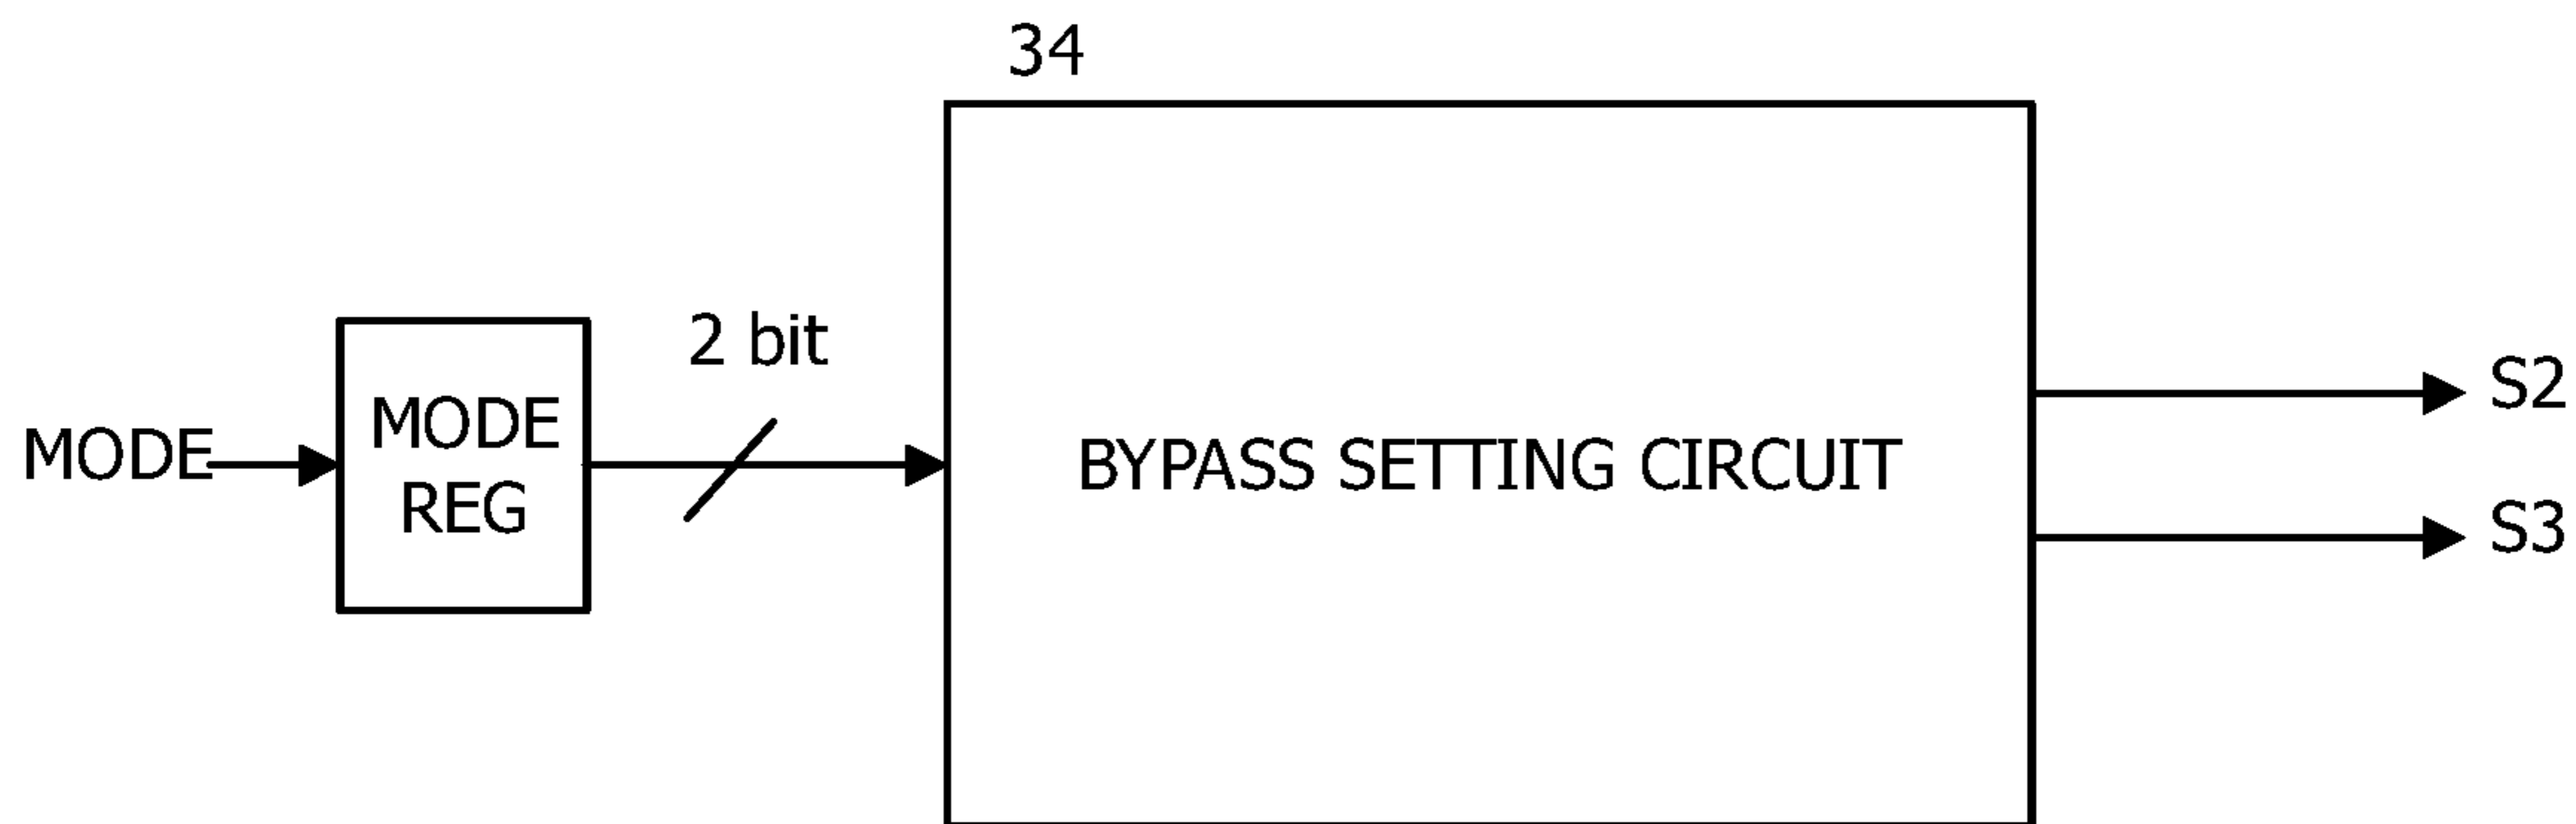 34
2 bit
MODE
MODE
REG
BYPASS SETTING CIRCUIT
S2
S3